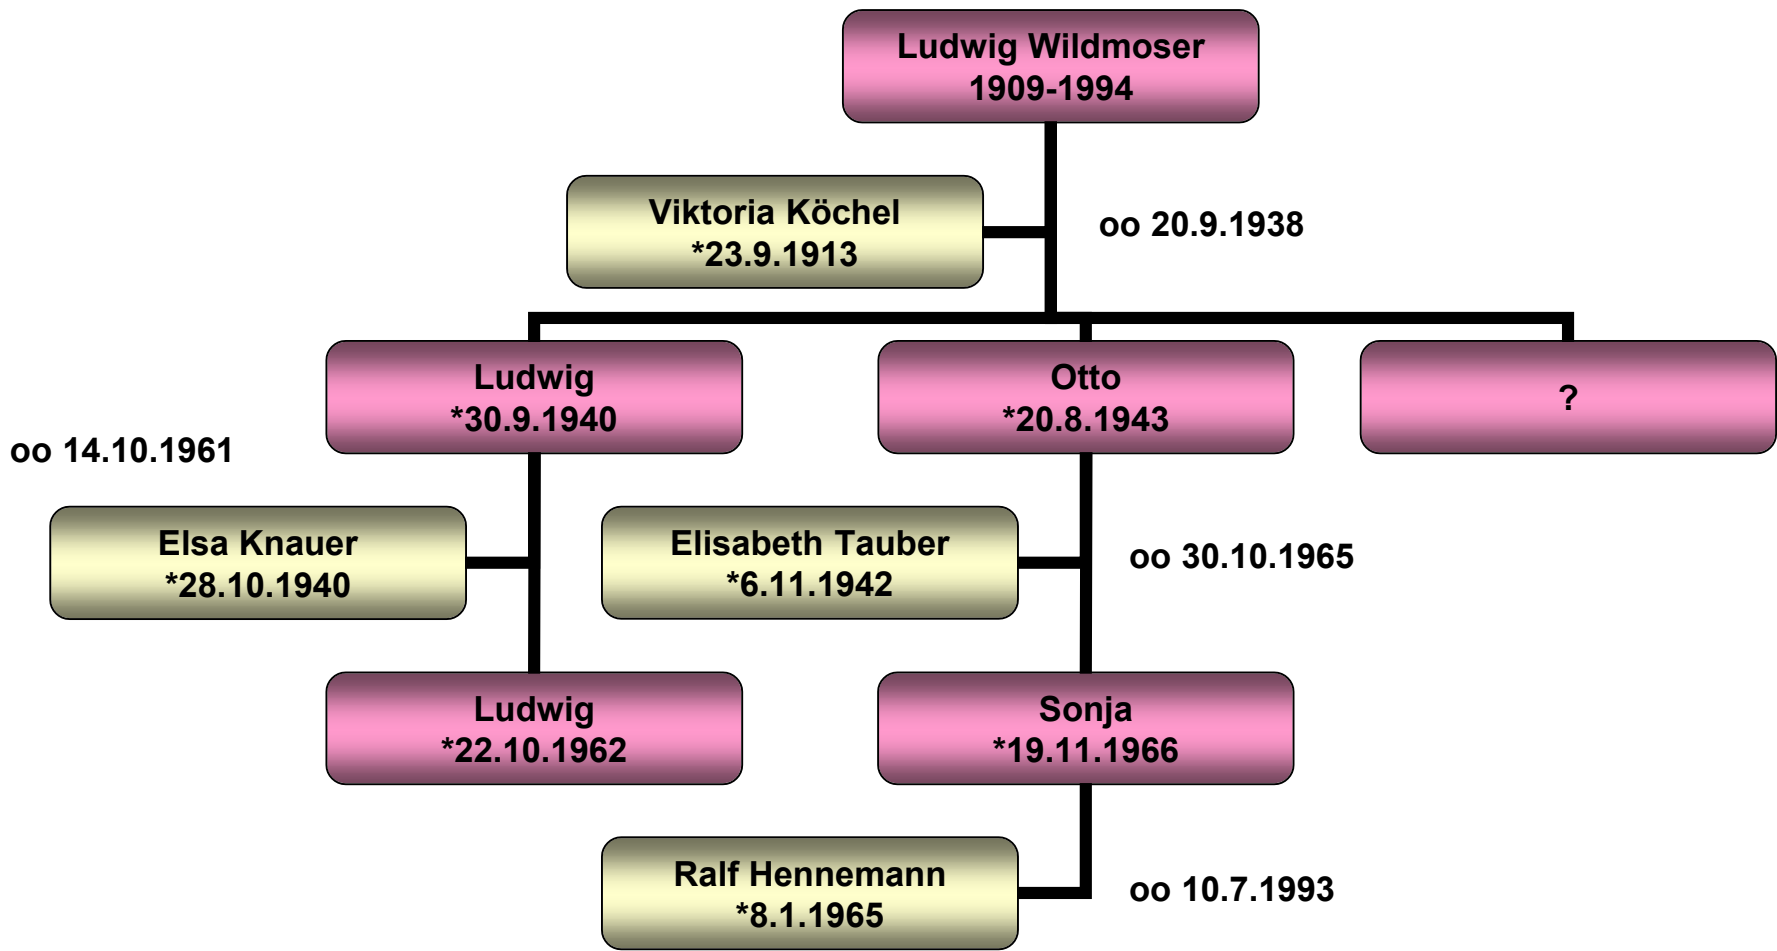 Ludwig Wildmoser
1909-1994
Viktoria Köchel
*23.9.1913
oo 20.9.1938
Ludwig
*30.9.1940
Otto
*20.8.1943
?
oo 14.10.1961
Elsa Knauer
*28.10.1940
Elisabeth Tauber
*6.11.1942
oo 30.10.1965
Ludwig
*22.10.1962
Sonja
*19.11.1966
Ralf Hennemann
*8.1.1965
oo 10.7.1993